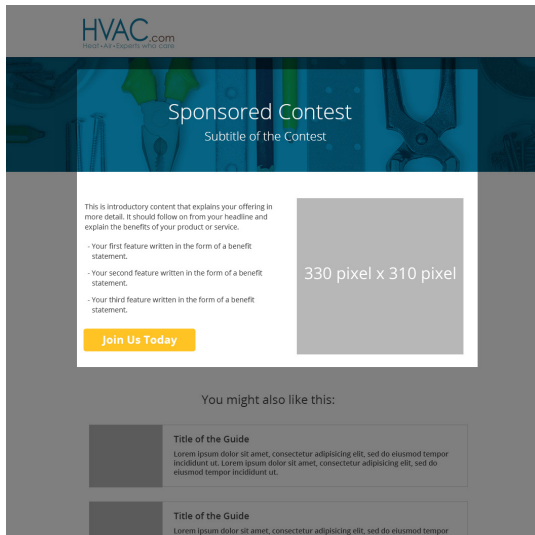 HVAC.com
Heat-Air-Experts who care
Sponsored Contest
Subtitle of the Contest
This is introductory content that explains your offering in
more detail. It should follow on from your headline and
explain the benefits of your product or service.
- Your first feature written in the form of a benefit
statement.
- Your second feature written in the form of a benefit
statement.
- Your third feature written in the form of a benefit
statement.
330 pixel x 310 pixel
Join Us Today
You might also like this:
Title of the Guide
Lorem ipsum dolor sit amet, consectetur adipisicing elit, sed do eiusmod tempor
incididunt ut. Lorem ipsum dolor sit amet, consectetur adipisicing elit, sed do
eiusmod tempor incididunt ut.
Title of the Guide
Lorem ipsum dolor sit amet, consectetur adipisicing elit, sed do eiusmod tempor